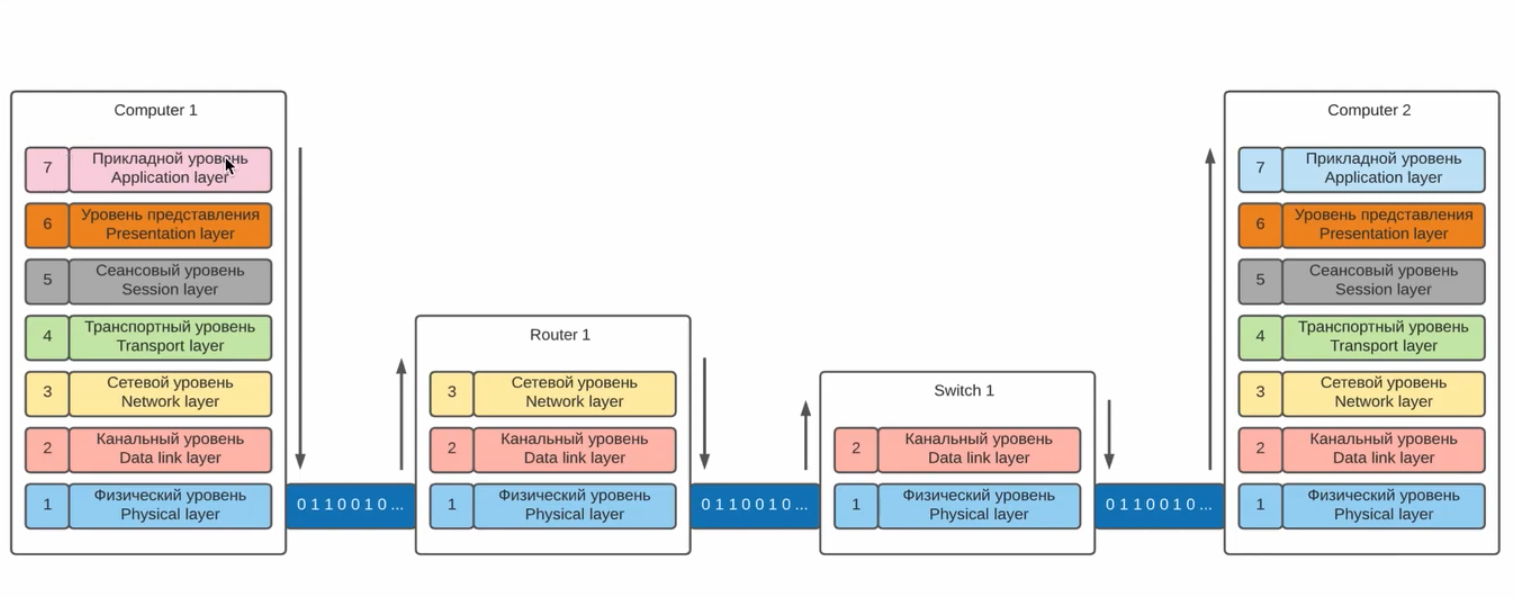 Computer 1
7
Прикладной уровень
Application layer
6
Уровень представления
Presentation layer
5
Сеансовый уровень
Session layer
4
Транспортный уровень
Transport layer
3
Сетевой уровень
Network layer
2
Канальный уровень
Data link layer
1
Физический уровень
Physical layer
0 1 1 0 0 1 0 ...
Router 1
3
Сетевой уровень
Network layer
2
Канальный уровень
Data link layer
1
Физический уровень
Physical layer
0 1 1 0 0 1 0 ...
Switch 1
2
Канальный уровень
Data link layer
1
Физический уровень
Physical layer
0 1 1 0 0 1 0 ...
Computer 2
7
Прикладной уровень
Application layer
6
Уровень представления
Presentation layer
5
Сеансовый уровень
Session layer
4
Транспортный уровень
Transport layer
3
Сетевой уровень
Network layer
2
Канальный уровень
Data link layer
1
Физический уровень
Physical layer